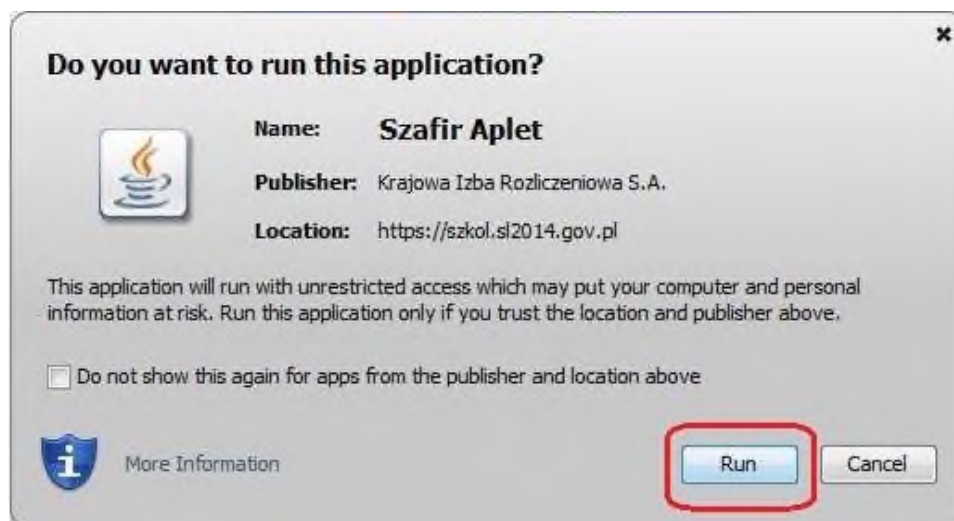 Do you want to run this application?
Name: Szafir Aplet
Publisher: Krajowa Izba Rozliczeniowa S.A.
Location: https://szkol.sl2014.gov.pl
This application will run with unrestricted access which may put your computer and personal
information at risk. Run this application only if you trust the location and publisher above.
Do not show this again for apps from the publisher and location above
More Information
Run
Cancel